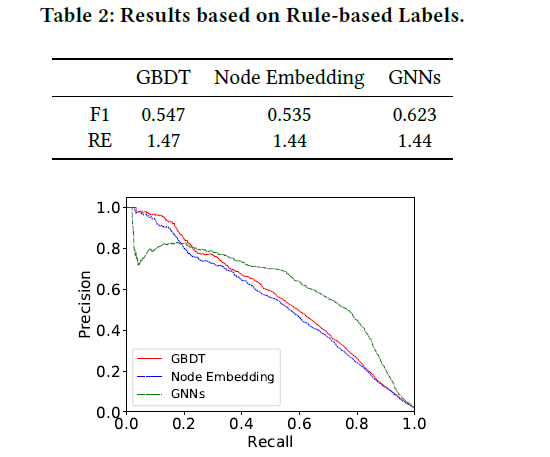 Table 2: Results based on Rule-based Labels.
GBDT Node Embedding GNNs
F1 0.547 0.535 0.623
RE 1.47 1.44 1.44
1.0
0.8
0.6
0.4
0.2
0.0
Precision
GBDT
Node Embedding
GNNs
0.0 0.2 0.4 0.6 0.8 1.0
Recall